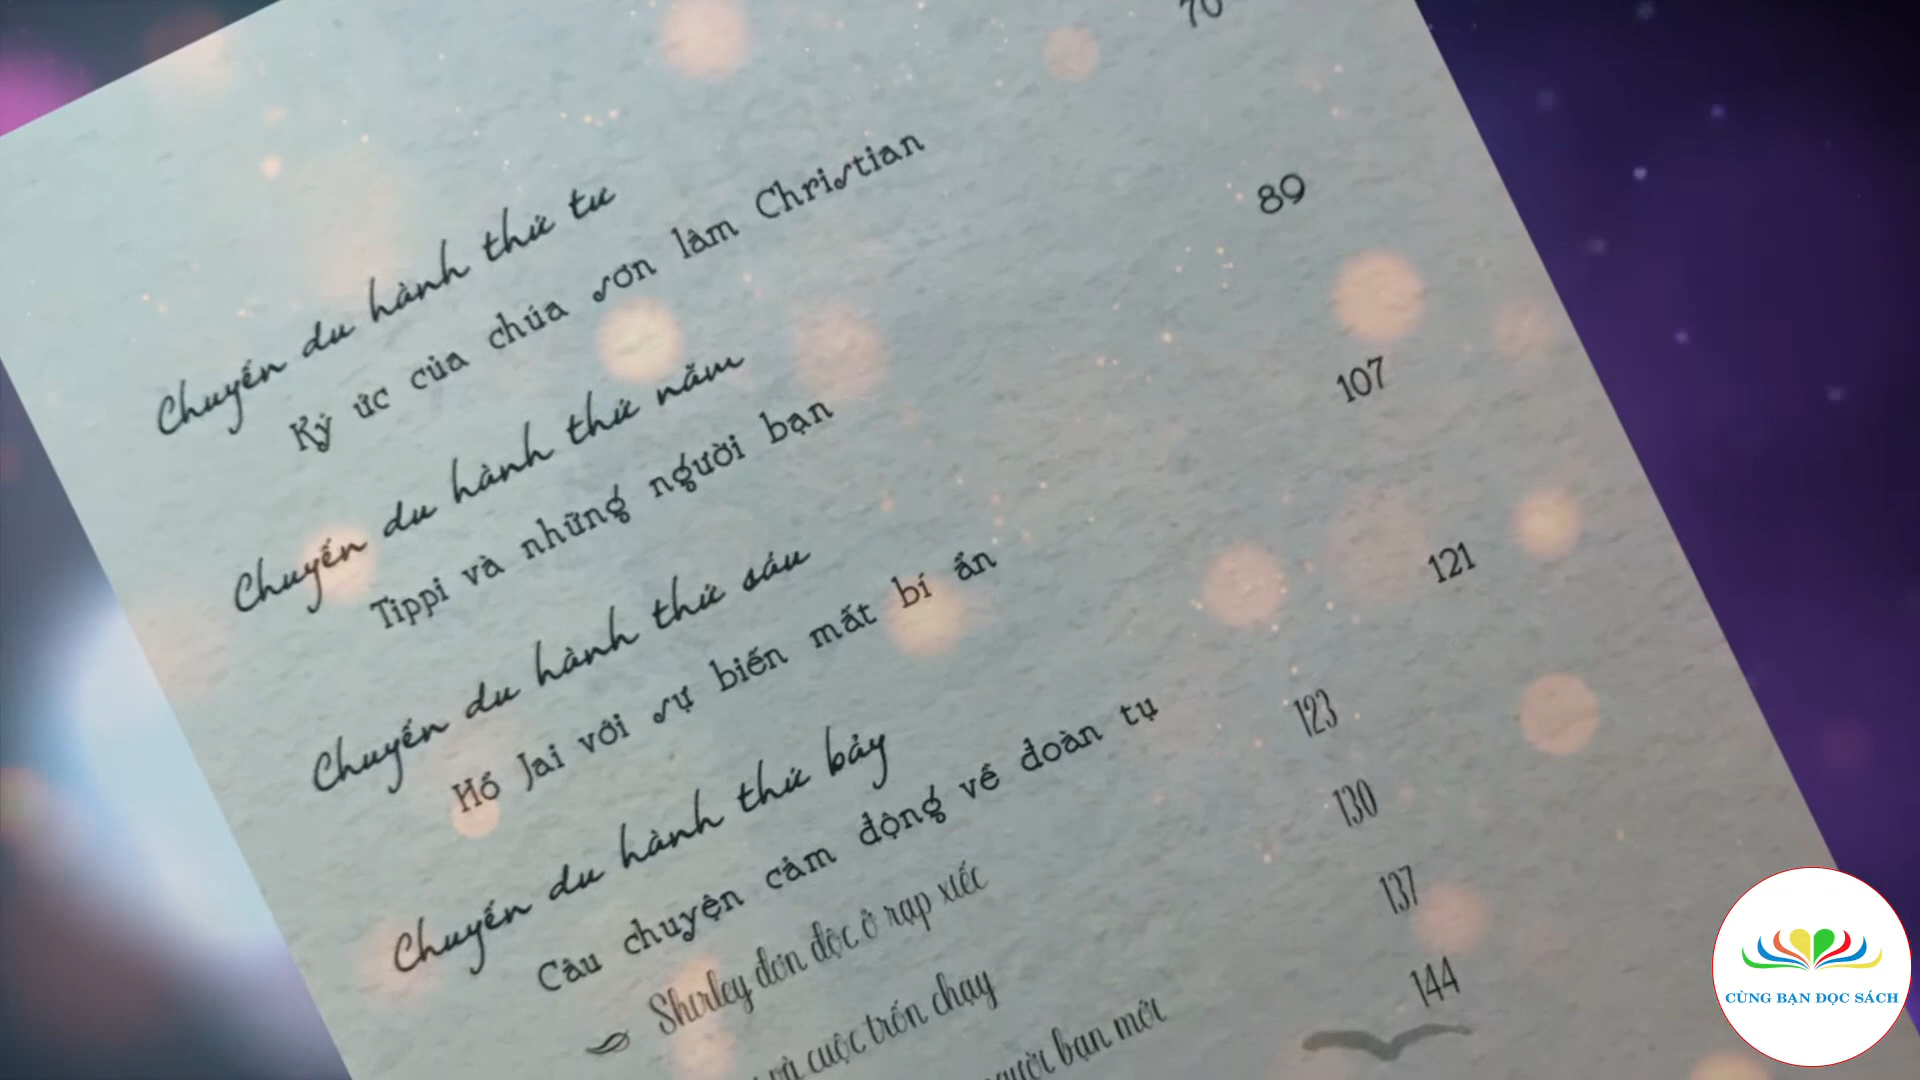 70
Chuyến du hành thứ tư
Ký ức của chúa sơn lâm Christian 89
Chuyến du hành thứ năm
Tippi và những người bạn 107
Chuyến du hành thứ sáu
Hổ Jai với sự biến mất bí ẩn 121
Chuyến du hành thứ bảy
Câu chuyện cảm động về đoàn tụ 123
Shirley đơn độc ở rạp xiếc 130
và cuộc trốn chạy 137
người bạn mới 144
CÙNG BẠN ĐỌC SÁCH